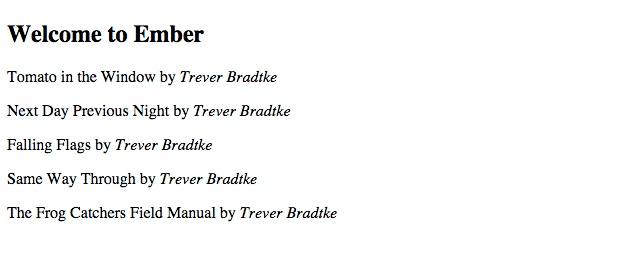 Welcome to Ember
Tomato in the Window by Trever Bradtke
Next Day Previous Night by Trever Bradtke
Falling Flags by Trever Bradtke
Same Way Through by Trever Bradtke
The Frog Catchers Field Manual by Trever Bradtke